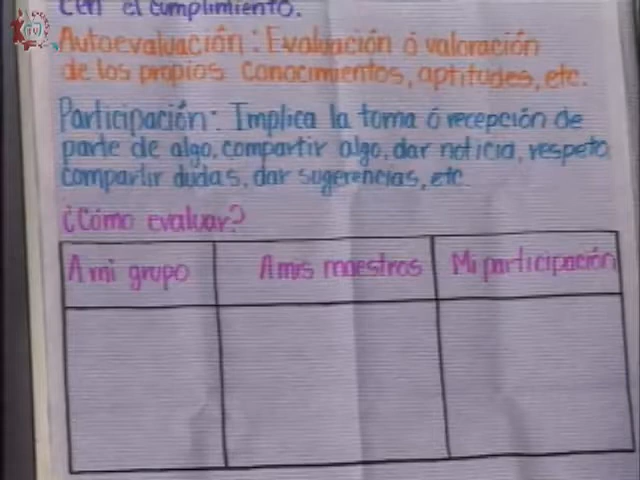 cen el cumplimiento.
Autoevaluación: Evaluación ó valoración
de los propios conocimientos, aptitudes, etc.
Participación: Implica la toma ó recepción de
parte de algo, compartir algo, dar noticia, respeto
compartir dudas, dar sugerencias, etc.
¿Cómo evaluar?
A mi grupo A mis maestros Mi participación